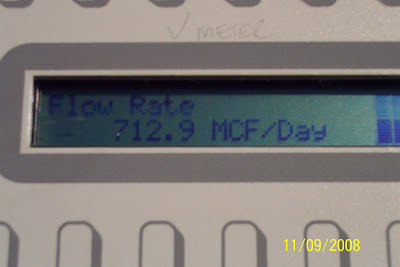 V METER
Flow Rate
712.9 MCF/Day
11/09/2008